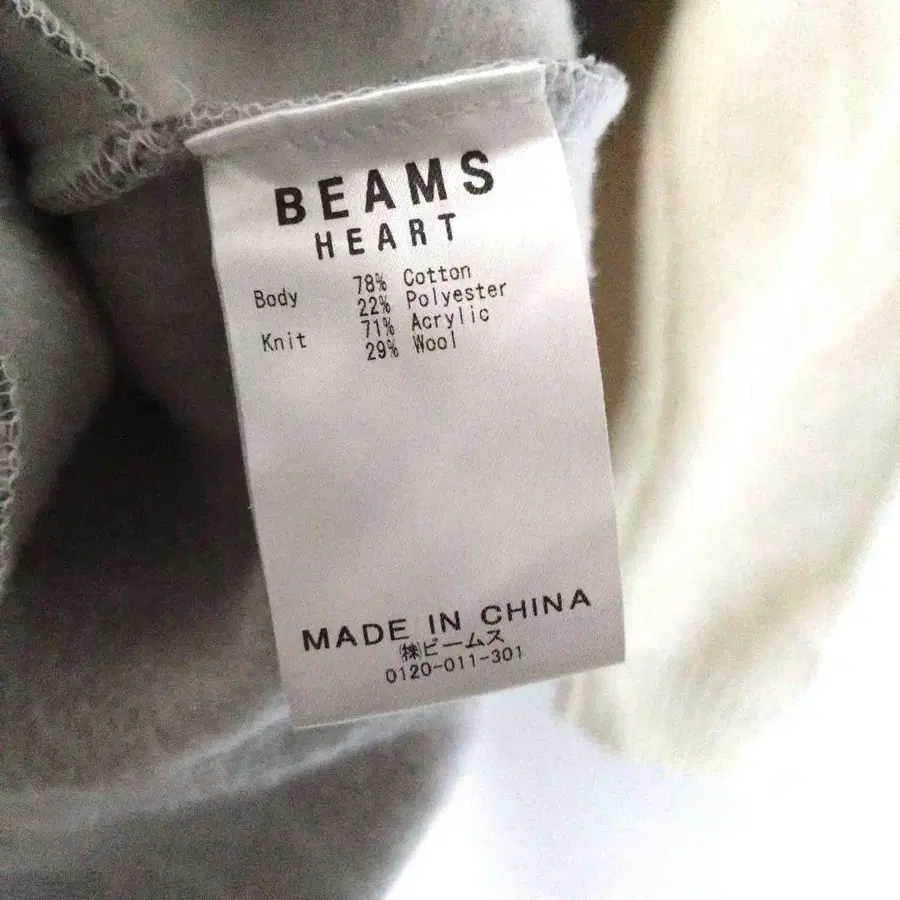 BEAMS
HEART
Body 78% Cotton
22% Polyester
Knit 71% Acrylic
29% Wool
MADE IN CHINA
㈱ビームス
0120-011-301